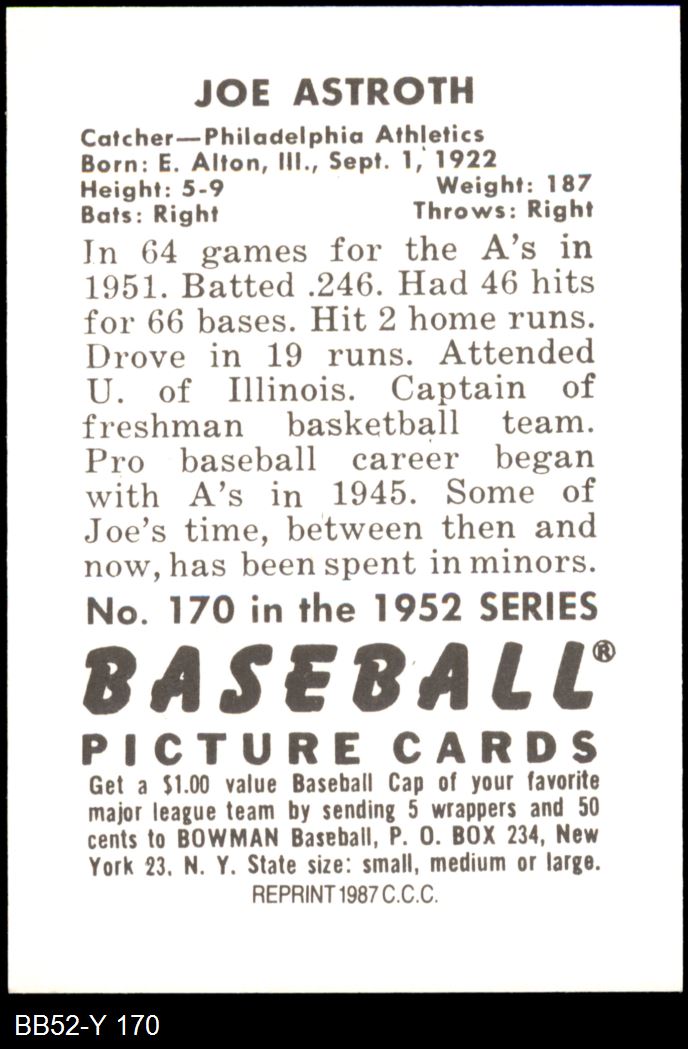 JOE ASTROTH
Catcher—Philadelphia Athletics
Born: E. Alton, Ill., Sept. 1, 1922
Height: 5-9 Weight: 187
Bats: Right Throws: Right
In 64 games for the A's in
1951. Batted .246. Had 46 hits
for 66 bases. Hit 2 home runs.
Drove in 19 runs. Attended
U. of Illinois. Captain of
freshman basketball team.
Pro baseball career began
with A's in 1945. Some of
Joe's time, between then and
now, has been spent in minors.
No. 170 in the 1952 SERIES
BASEBALL®
PICTURE CARDS
Get a $1.00 value Baseball Cap of your favorite
major league team by sending 5 wrappers and 50
cents to BOWMAN Baseball, P. O. BOX 234, New
York 23. N. Y. State size: small, medium or large.
REPRINT 1987 C.C.C.
BB52-Y 170